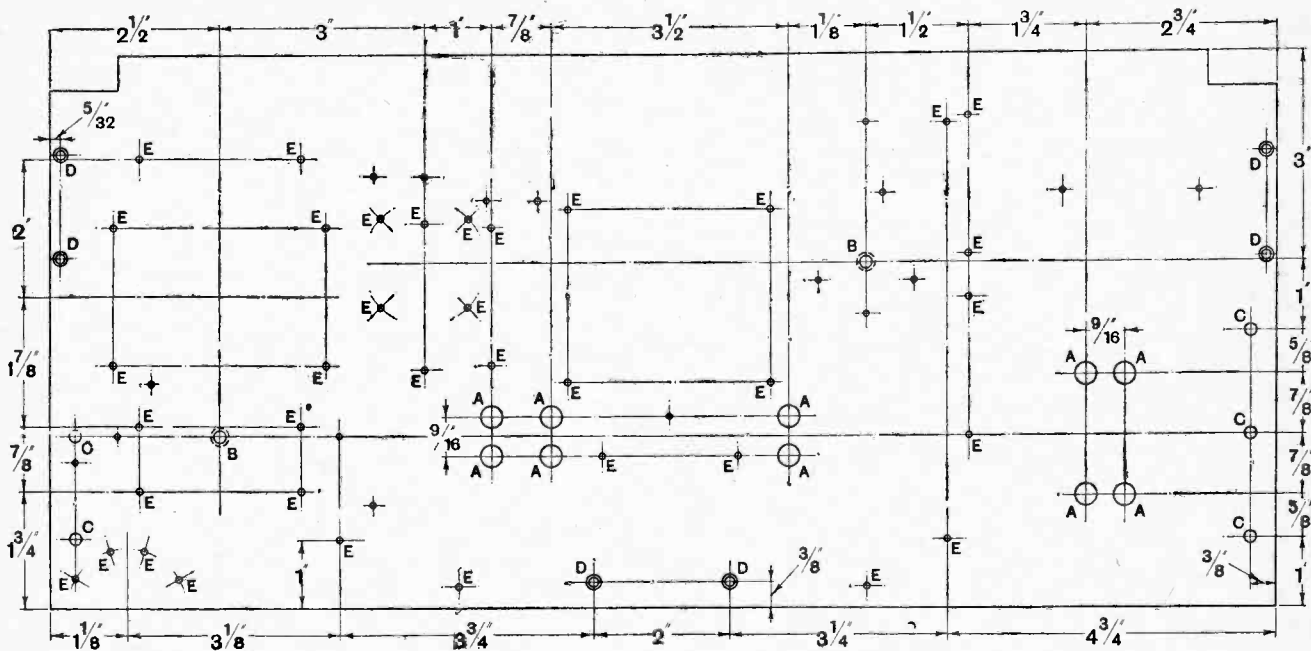 2 1/2" 3" 1" 7/8" 3 1/2" 1 1/8" 1 1/2" 1 3/4" 2 3/4"
5/32"
E E
D E E D
E E
3"
2" E E E E E E E
D B E D
E E E 1"
C
9/16" 5/8"
1 7/8" A A
E E E E E E
7/8"
E E A A A C
C B 9/16" E
7/8" A A E E A 7/8"
E E A A
C 5/8"
1 3/4" E E C
E E 1" E D D 3/8" E 3/8" 1"
E E
1 1/8" 3 1/8" 3 3/4" 2" 3 1/4" 4 3/4"